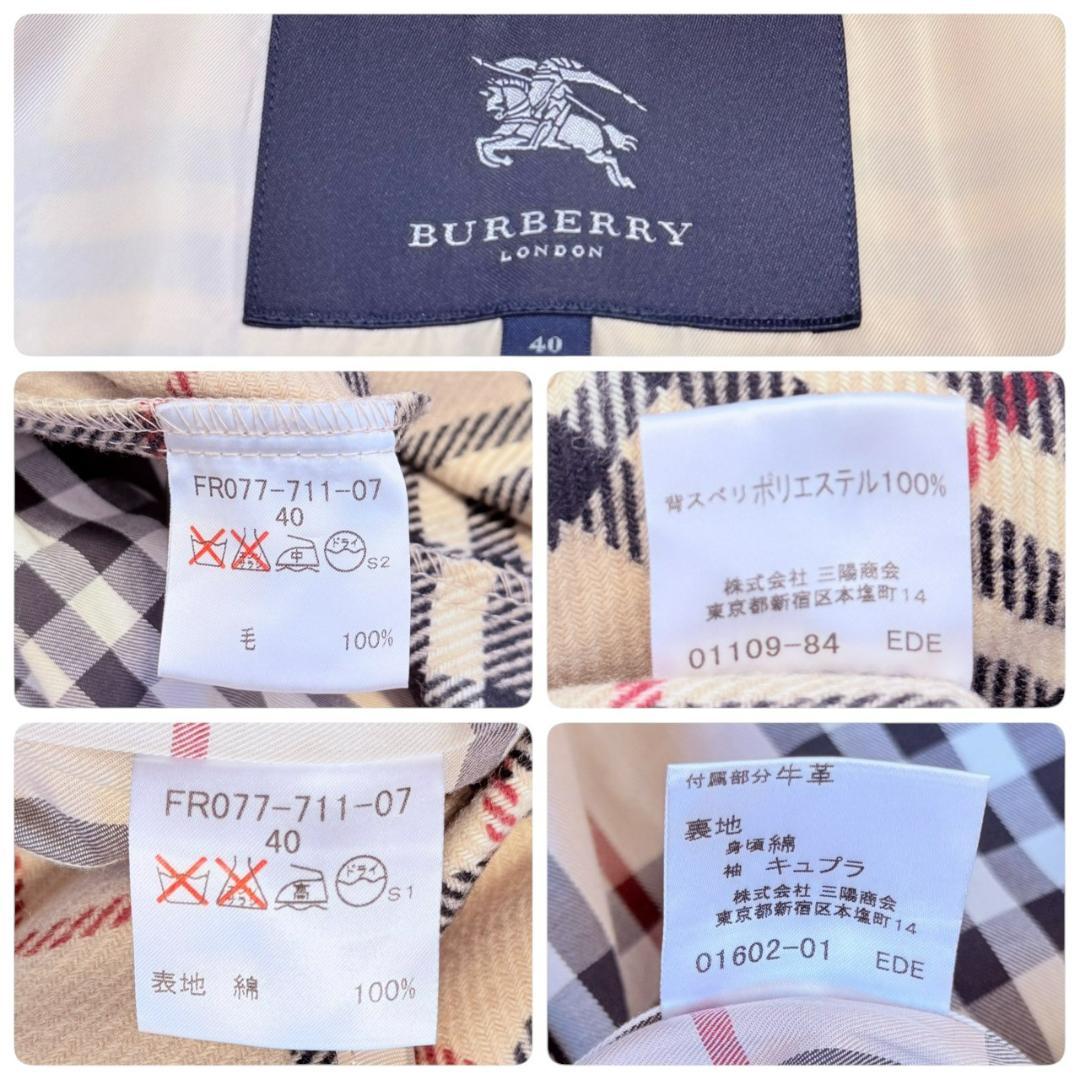 BURBERRY
LONDON
40
FR077-711-07
40
中
ドライ
S2
毛 100%
背スベリ ポリエステル100%
株式会社 三陽商会
東京都新宿区本塩町14
01109-84 EDE
FR077-711-07
40
高
ドライ
S1
表地 綿 100%
付属部分 牛革
裏地
身頃 綿
袖 キュプラ
株式会社 三陽商会
東京都新宿区本塩町14
01602-01 EDE